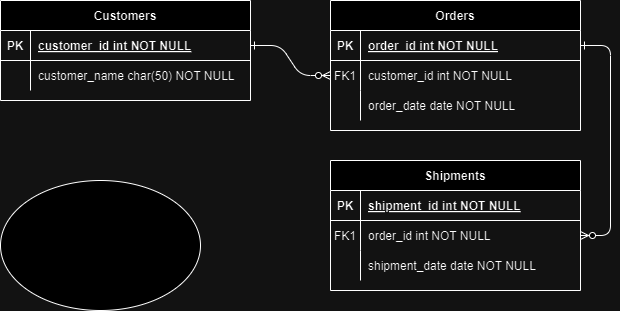 Customers
PK customer_id int NOT NULL
customer_name char(50) NOT NULL
Orders
PK order_id int NOT NULL
FK1 customer_id int NOT NULL
order_date date NOT NULL
Shipments
PK shipment_id int NOT NULL
FK1 order_id int NOT NULL
shipment_date date NOT NULL